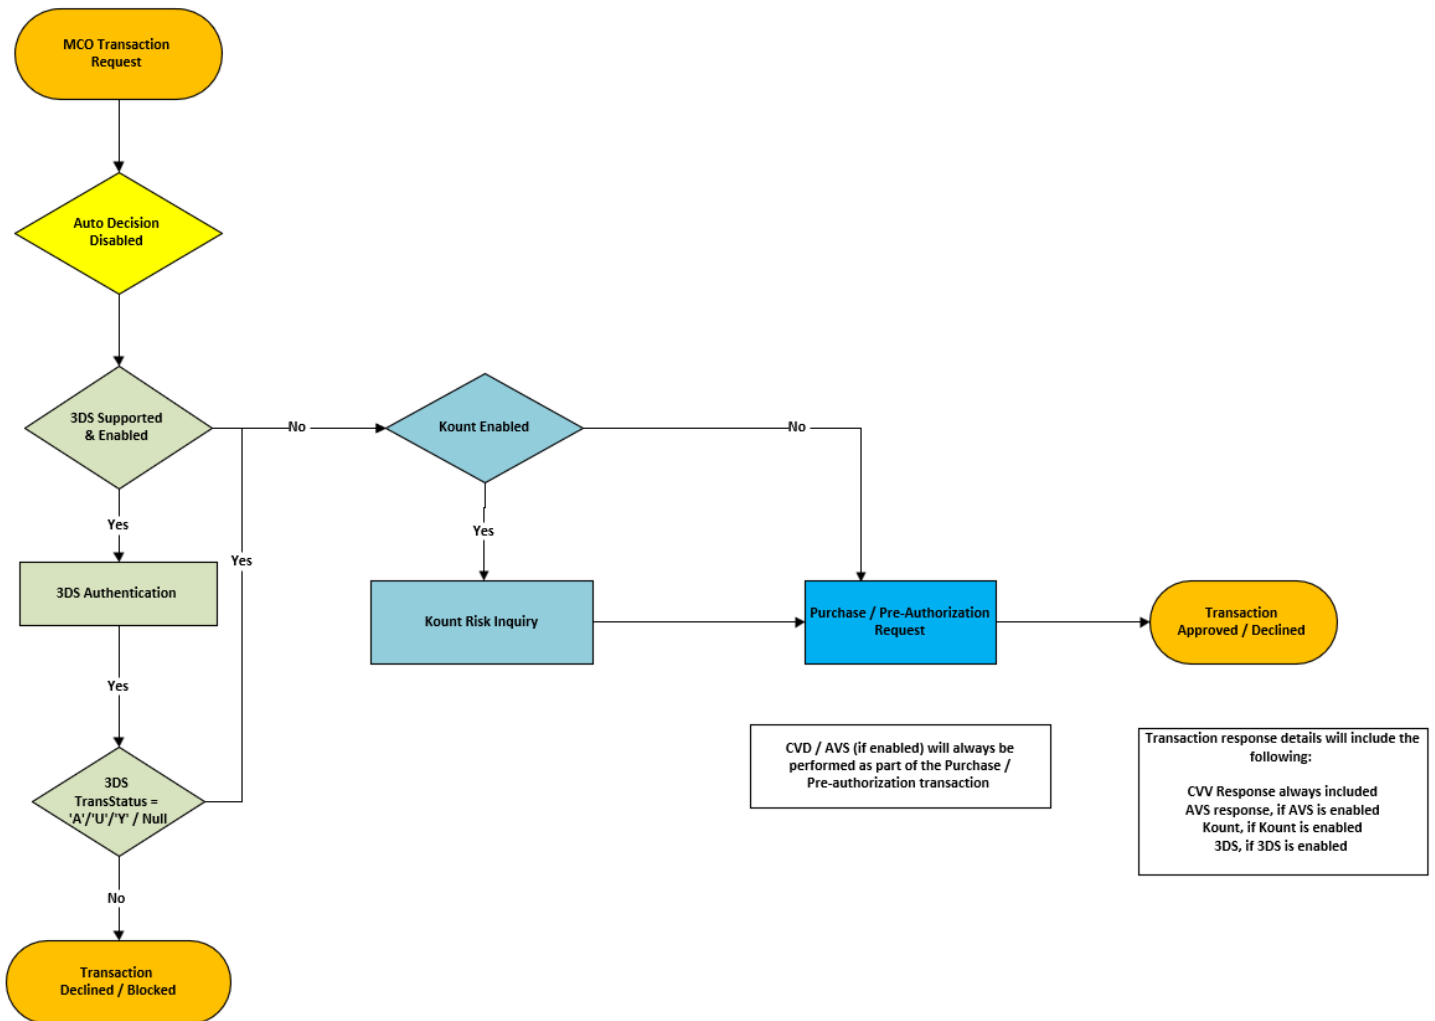 MCO Transaction
Request
Auto Decision
Disabled
3DS Supported
& Enabled
No
Kount Enabled
No
Yes
Yes
Yes
3DS Authentication
Kount Risk Inquiry
Purchase / Pre-Authorization
Request
Transaction
Approved / Declined
Yes
3DS
TransStatus =
'A'/'U'/'Y' / Null
CVD / AVS (if enabled) will always be
performed as part of the Purchase /
Pre-authorization transaction
Transaction response details will include the
following:
CVV Response always included
AVS response, if AVS is enabled
Kount, if Kount is enabled
3DS, if 3DS is enabled
No
Transaction
Declined / Blocked